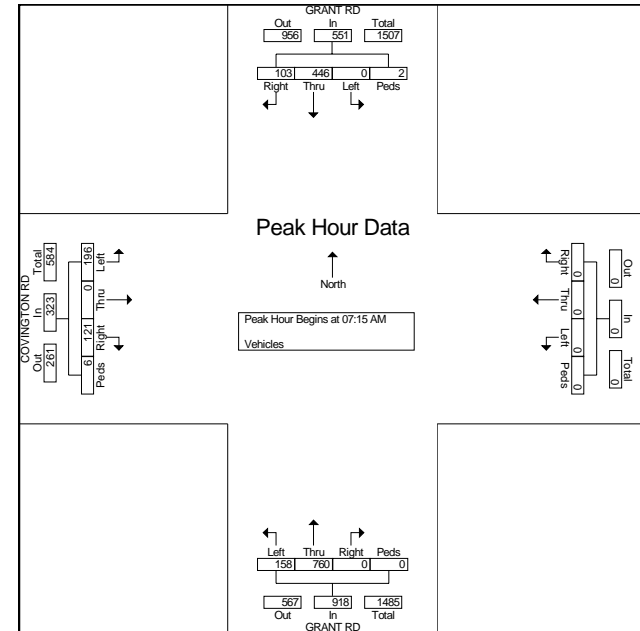 GRANT RD
Out In Total
956 551 1507
103 446 0 2
Right Thru Left Peds
Peak Hour Data
North
Peak Hour Begins at 07:15 AM
Vehicles
COVINGTON RD
Out In Total
261 323 584
Peds Right Thru Left
6 121 0 196
Out In Total
0 0 0
Right Thru Left Peds
0 0 0 0
Left Thru Right Peds
158 760 0 0
567 918 1485
Out In Total
GRANT RD